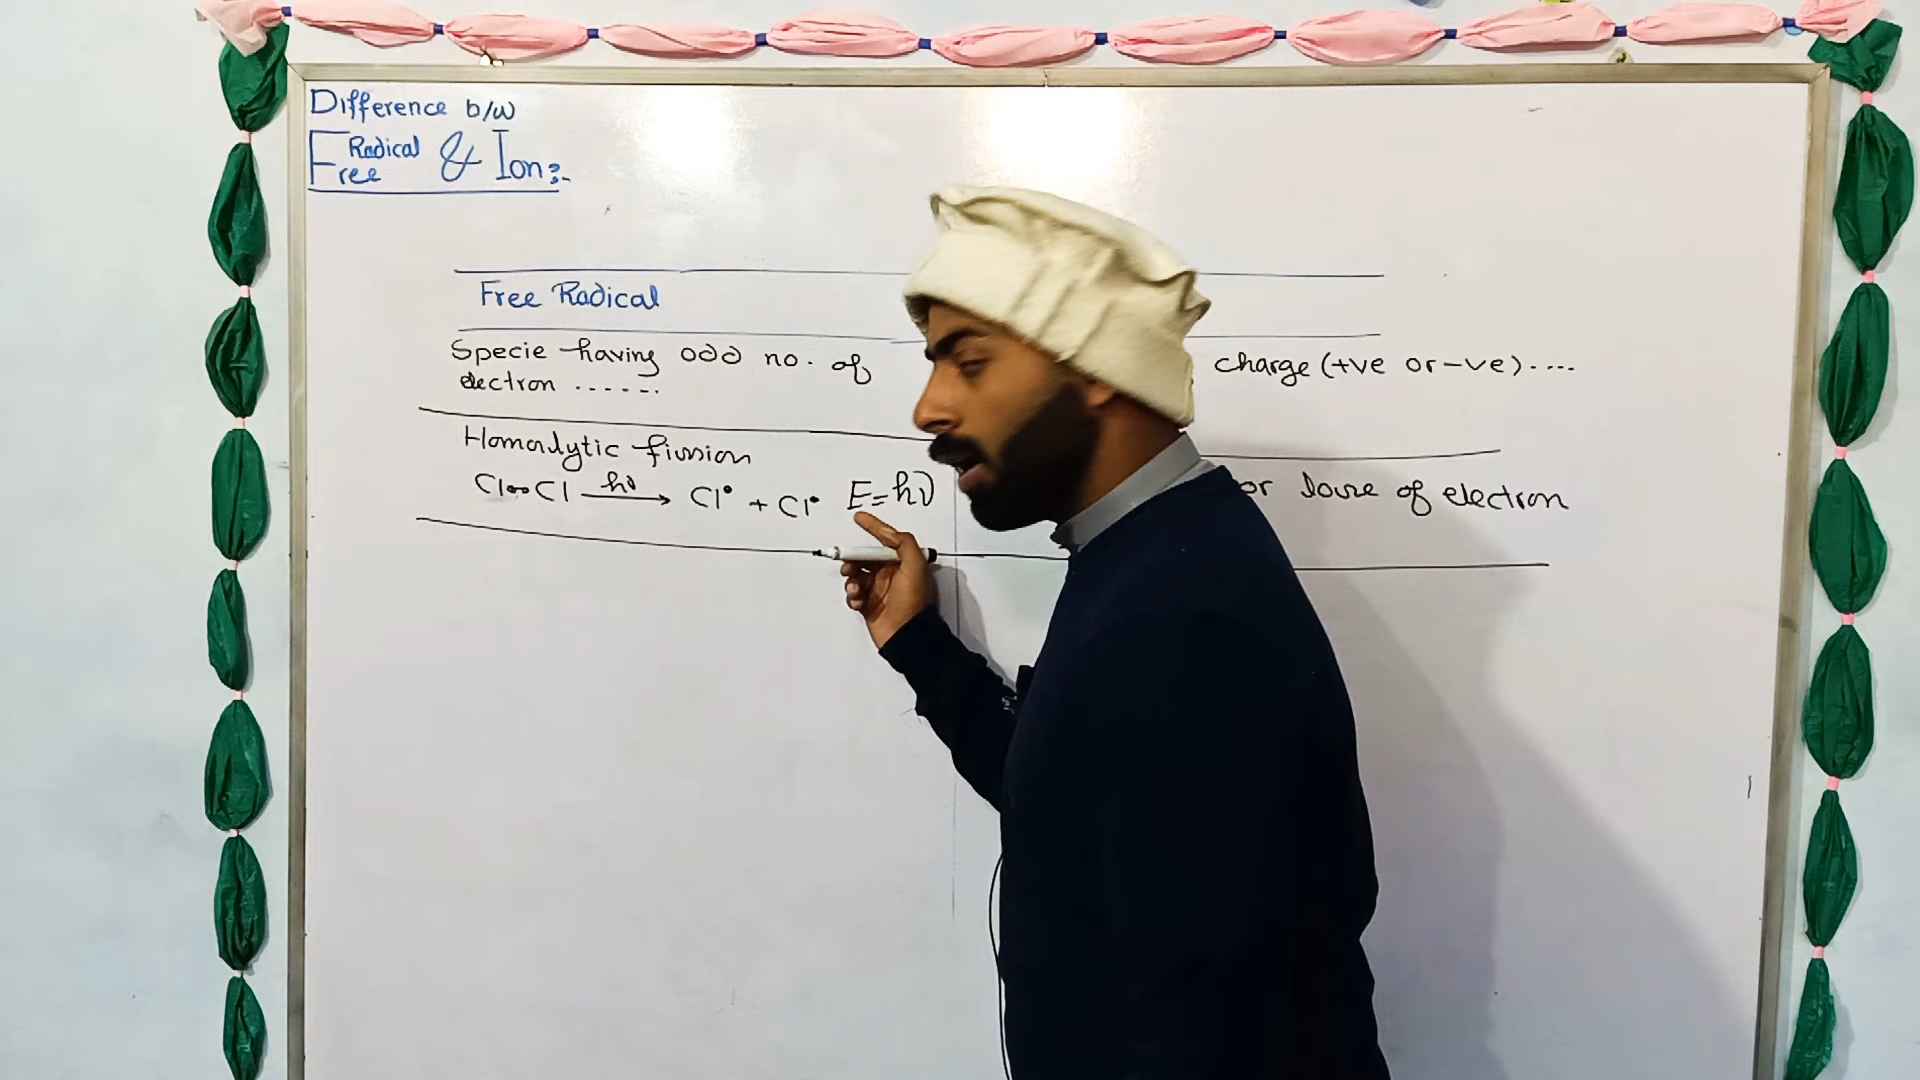 Difference b/w
Free Radical & Ion:-
Free Radical
Specie having odd no. of
electron ......
charge (+ve or -ve)....
Homolytic fission
Cl••Cl —hν→ Cl• + Cl• E=hν
or louse of electron